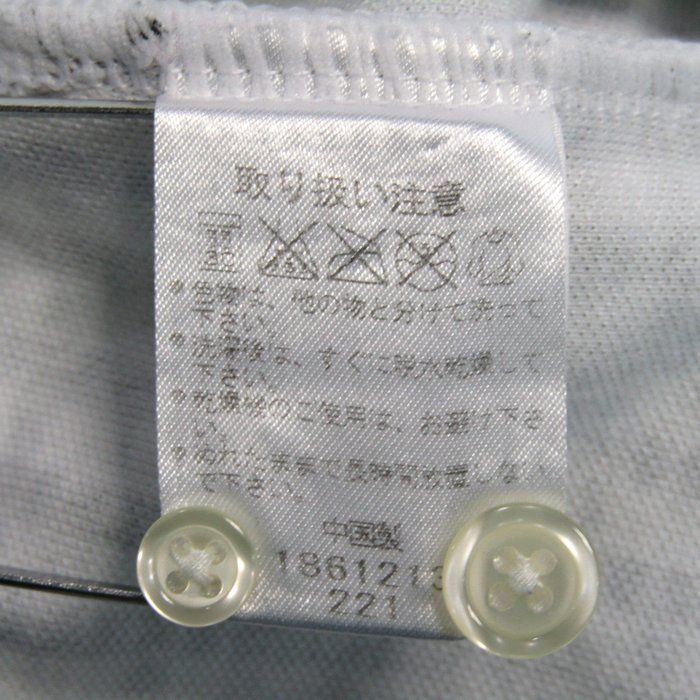 取り扱い注意
●色物は、他の物と分けて洗って
下さい。
●洗濯後は、すぐに脱水乾燥して
下さい。
●乾燥機のご使用は、お避け下さ
い。
●ぬれたままで長時間放置しない
で下さい。
中国製
1861213
221